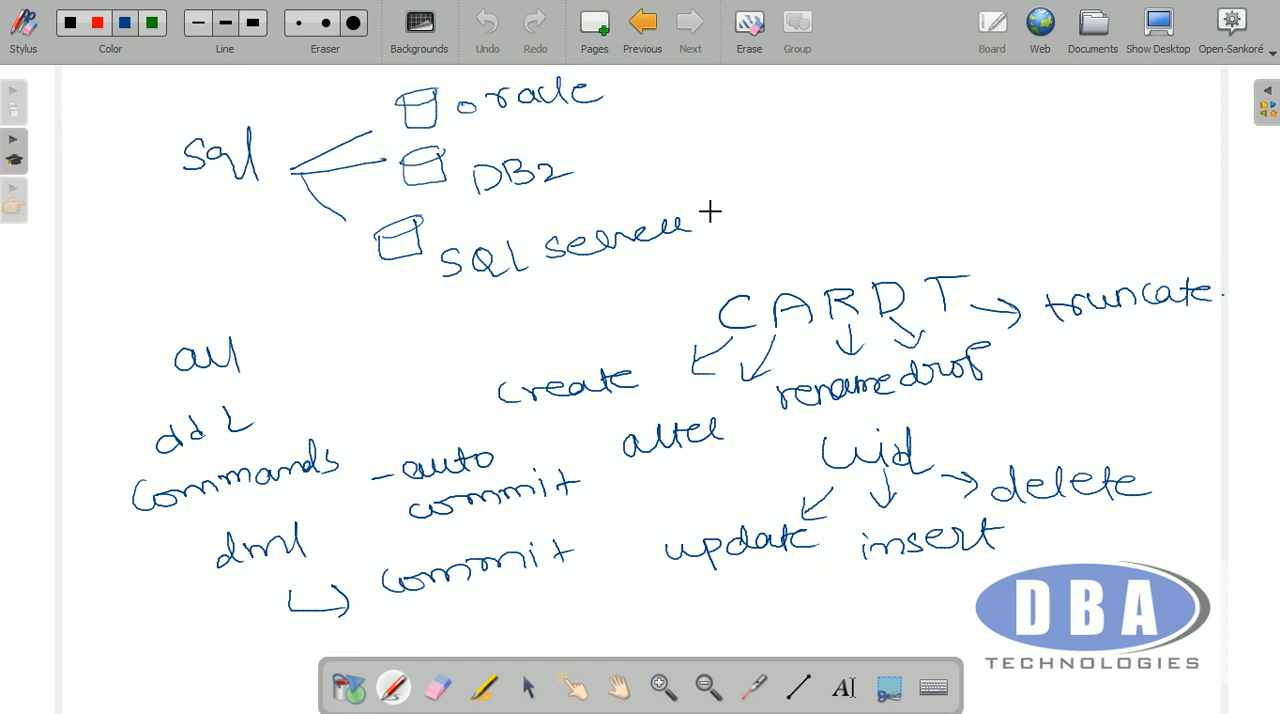 Stylus
Color
Line
Eraser
Backgrounds
Undo
Redo
Pages
Previous
Next
Erase
Group
Board
Web
Documents
Show Desktop
Open-Sankoré
oracle
sql
DB2
SQL server
C A R D T
truncate
create
alter
rename
drop
all
ddL
commands
- auto
commit
dml
commit
uid
update
insert
delete
DBA
TECHNOLOGIES
AI